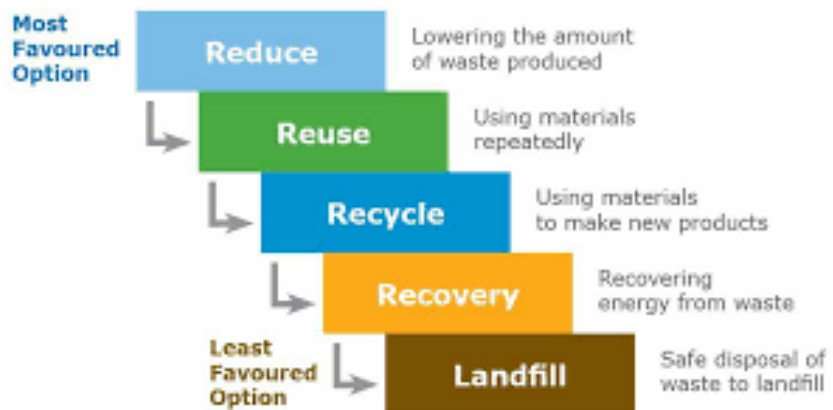 Most
Favoured
Option
Reduce
Lowering the amount
of waste produced
Reuse
Using materials
repeatedly
Recycle
Using materials
to make new products
Recovery
Recovering
energy from waste
Least
Favoured
Option
Landfill
Safe disposal of
waste to landfill